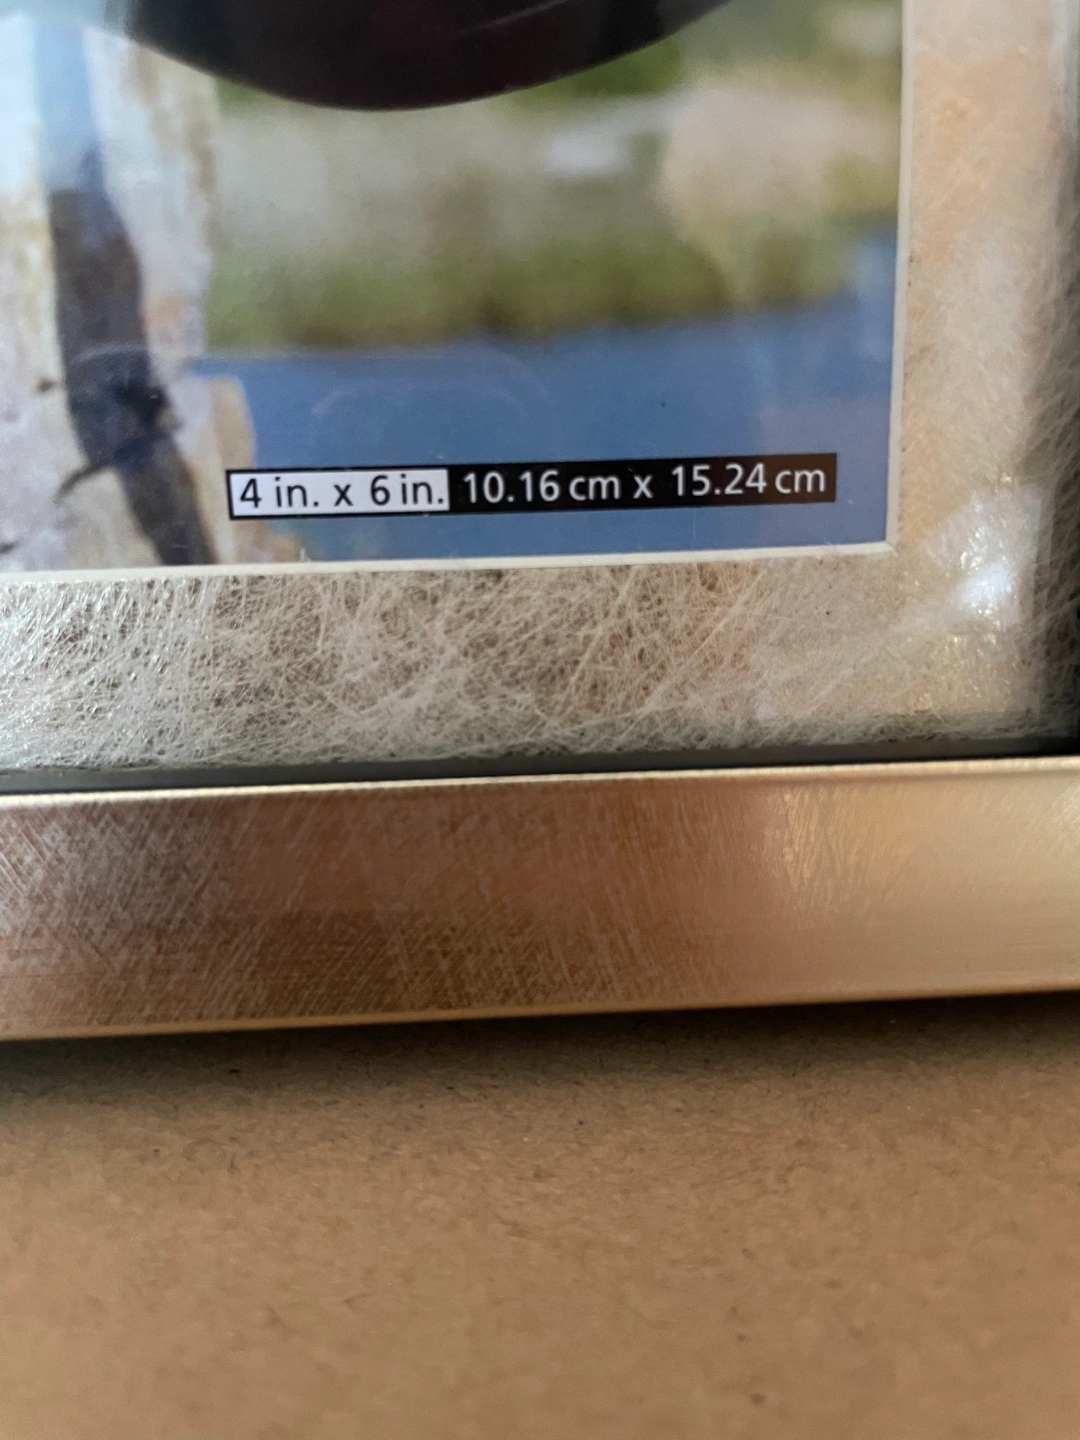 4 in. x 6 in. 10.16 cm x 15.24 cm